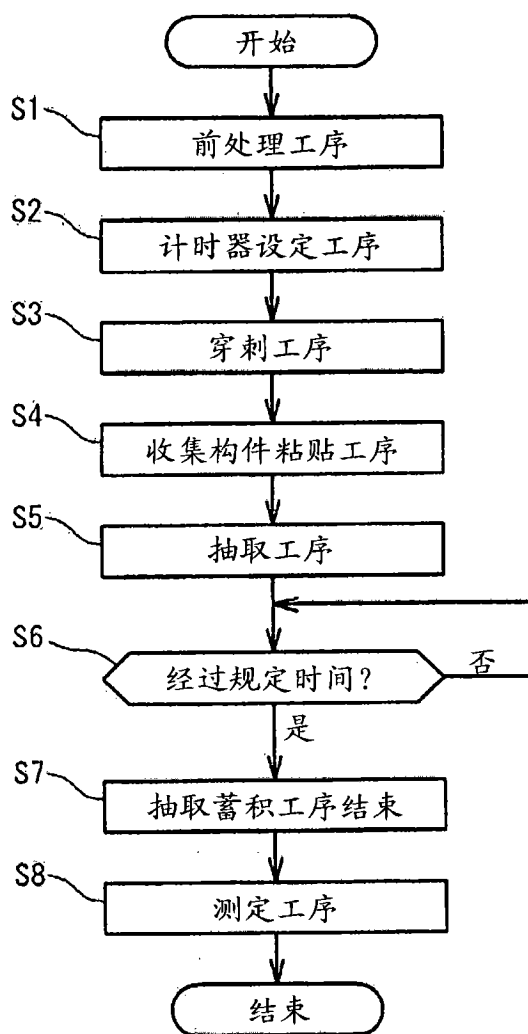 开始
S1
前处理工序
S2
计时器设定工序
S3
穿刺工序
S4
收集构件粘贴工序
S5
抽取工序
S6
经过规定时间?
否
是
S7
抽取蓄积工序结束
S8
测定工序
结束